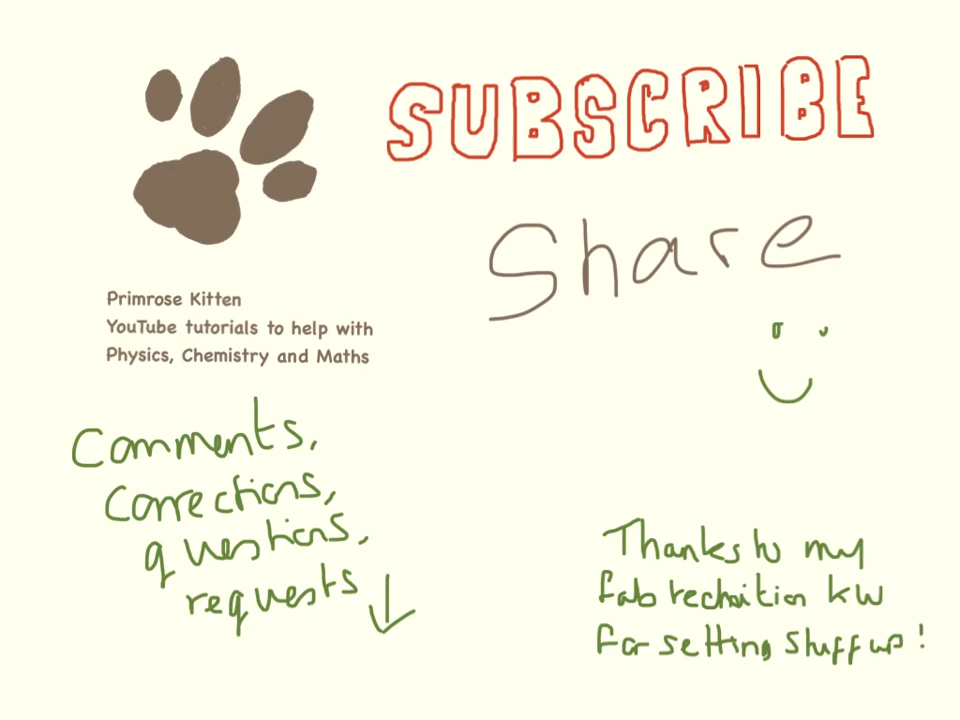 SUBSCRIBE
Share
Primrose Kitten
YouTube tutorials to help with
Physics, Chemistry and Maths
Comments,
Corrections,
questions,
requests ↓
Thanks to my
fab technition KW
for setting stuff up!